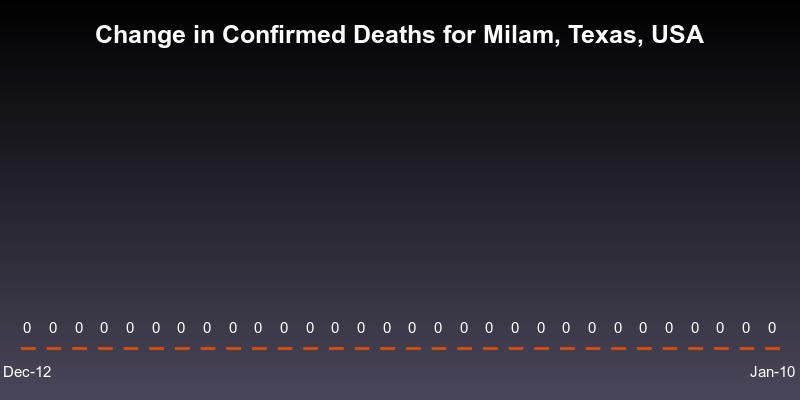 Change in Confirmed Deaths for Milam, Texas, USA
0 0 0 0 0 0 0 0 0 0 0 0 0 0 0 0 0 0 0 0 0 0 0 0 0 0 0 0 0 0
Dec-12 Jan-10